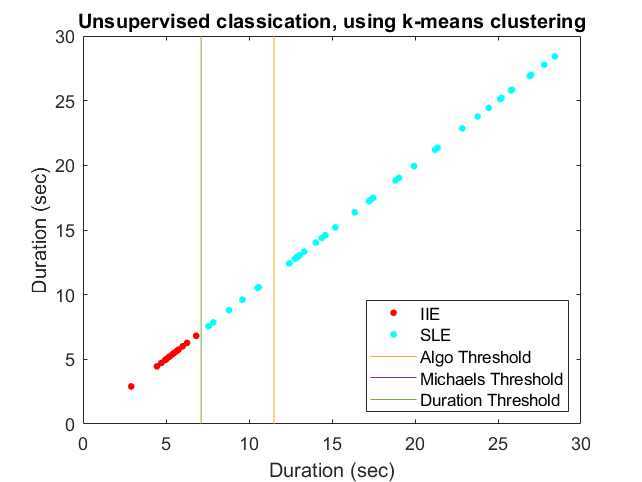 Unsupervised classication, using k-means clustering
30
25
20
15
10
5
0
Duration (sec)
0 5 10 15 20 25 30
Duration (sec)
IIE
SLE
Algo Threshold
Michaels Threshold
Duration Threshold